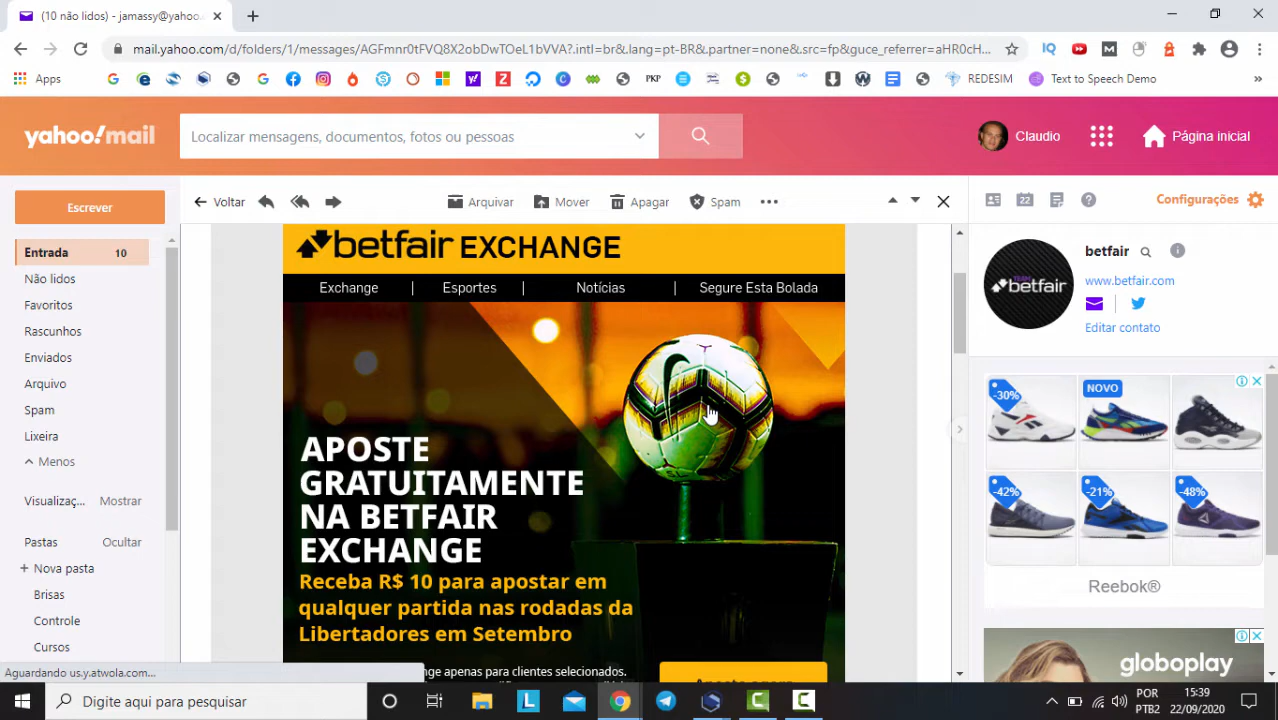 (10 não lidos) - jamassy@yahoo.
mail.yahoo.com/d/folders/1/messages/AGFmnr0tFVQ8X2obDwTOeL1bVVA?.intl=br&.lang=pt-BR&.partner=none&.src=fp&guce_referrer=aHR0cH...
Apps
PKP
REDESIM
Text to Speech Demo
yahoo!mail
Localizar mensagens, documentos, fotos ou pessoas
Claudio
Página inicial
Escrever
Voltar
Arquivar
Mover
Apagar
Spam
22
Configurações
Entrada 10
Não lidos
Favoritos
Rascunhos
Enviados
Arquivo
Spam
Lixeira
Menos
Visualizaç... Mostrar
Pastas Ocultar
+ Nova pasta
Brisas
Controle
Cursos
betfair EXCHANGE
Exchange | Esportes | Notícias | Segure Esta Bolada
APOSTE
GRATUITAMENTE
NA BETFAIR
EXCHANGE
Receba R$ 10 para apostar em
qualquer partida nas rodadas da
Libertadores em Setembro
nge apenas para clientes selecionados.
betfair
betfair
www.betfair.com
Editar contato
-30%
NOVO
-42%
-21%
-48%
Reebok®
globoplay
Aguardando us.y.atwola.com...
Digite aqui para pesquisar
POR
PTB2
15:39
22/09/2020